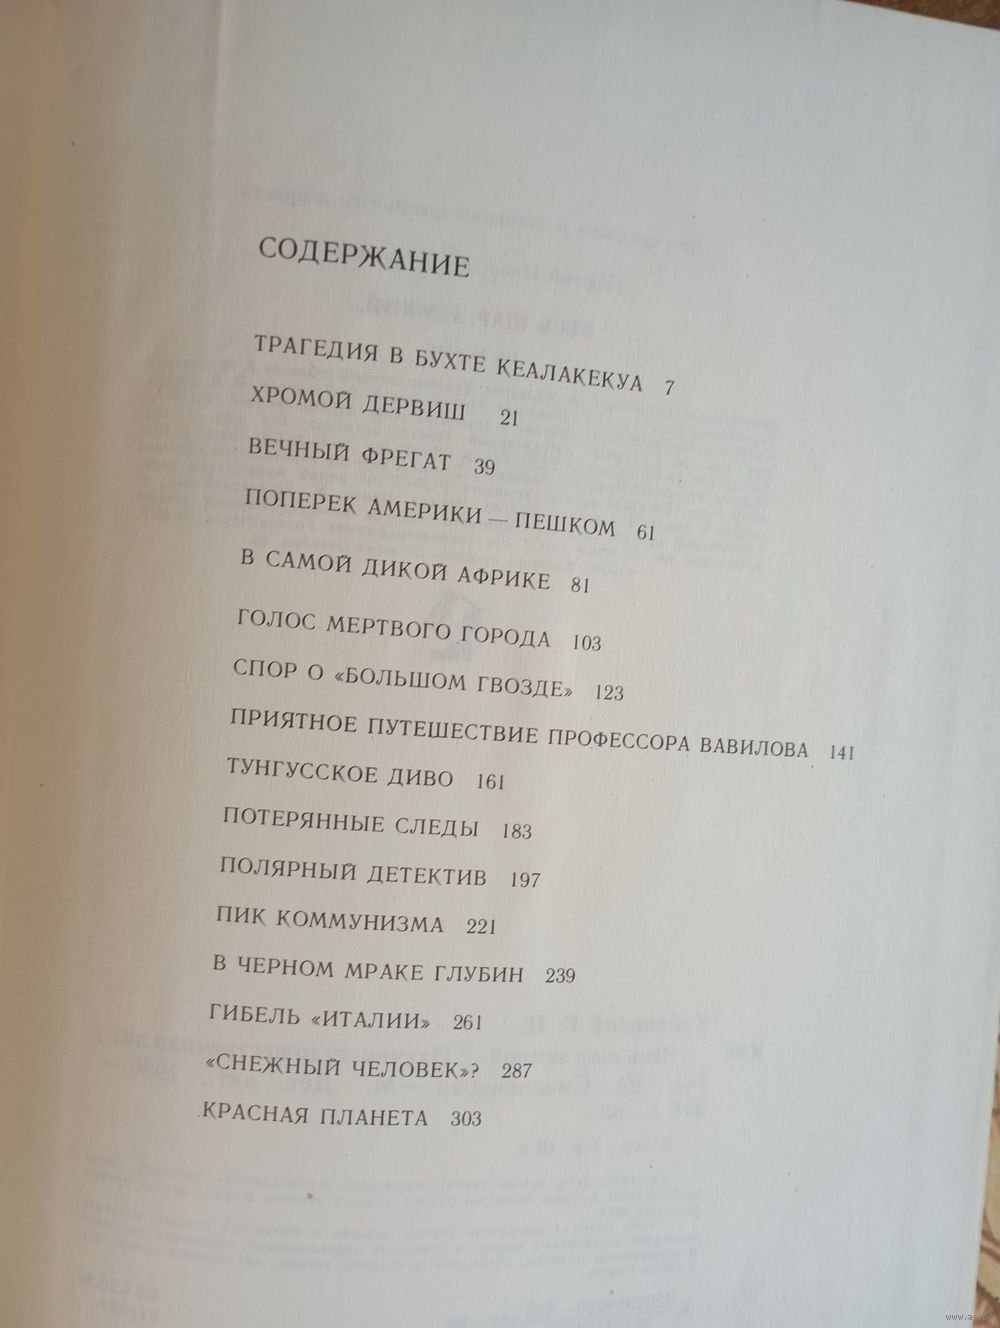 СОДЕРЖАНИЕ
ТРАГЕДИЯ В БУХТЕ КЕАЛАКЕКУА 7
ХРОМОЙ ДЕРВИШ 21
ВЕЧНЫЙ ФРЕГАТ 39
ПОПЕРЕК АМЕРИКИ — ПЕШКОМ 61
В САМОЙ ДИКОЙ АФРИКЕ 81
ГОЛОС МЕРТВОГО ГОРОДА 103
СПОР О «БОЛЬШОМ ГВОЗДЕ» 123
ПРИЯТНОЕ ПУТЕШЕСТВИЕ ПРОФЕССОРА ВАВИЛОВА 141
ТУНГУССКОЕ ДИВО 161
ПОТЕРЯННЫЕ СЛЕДЫ 183
ПОЛЯРНЫЙ ДЕТЕКТИВ 197
ПИК КОММУНИЗМА 221
В ЧЕРНОМ МРАКЕ ГЛУБИН 239
ГИБЕЛЬ «ИТАЛИИ» 261
«СНЕЖНЫЙ ЧЕЛОВЕК»? 287
КРАСНАЯ ПЛАНЕТА 303